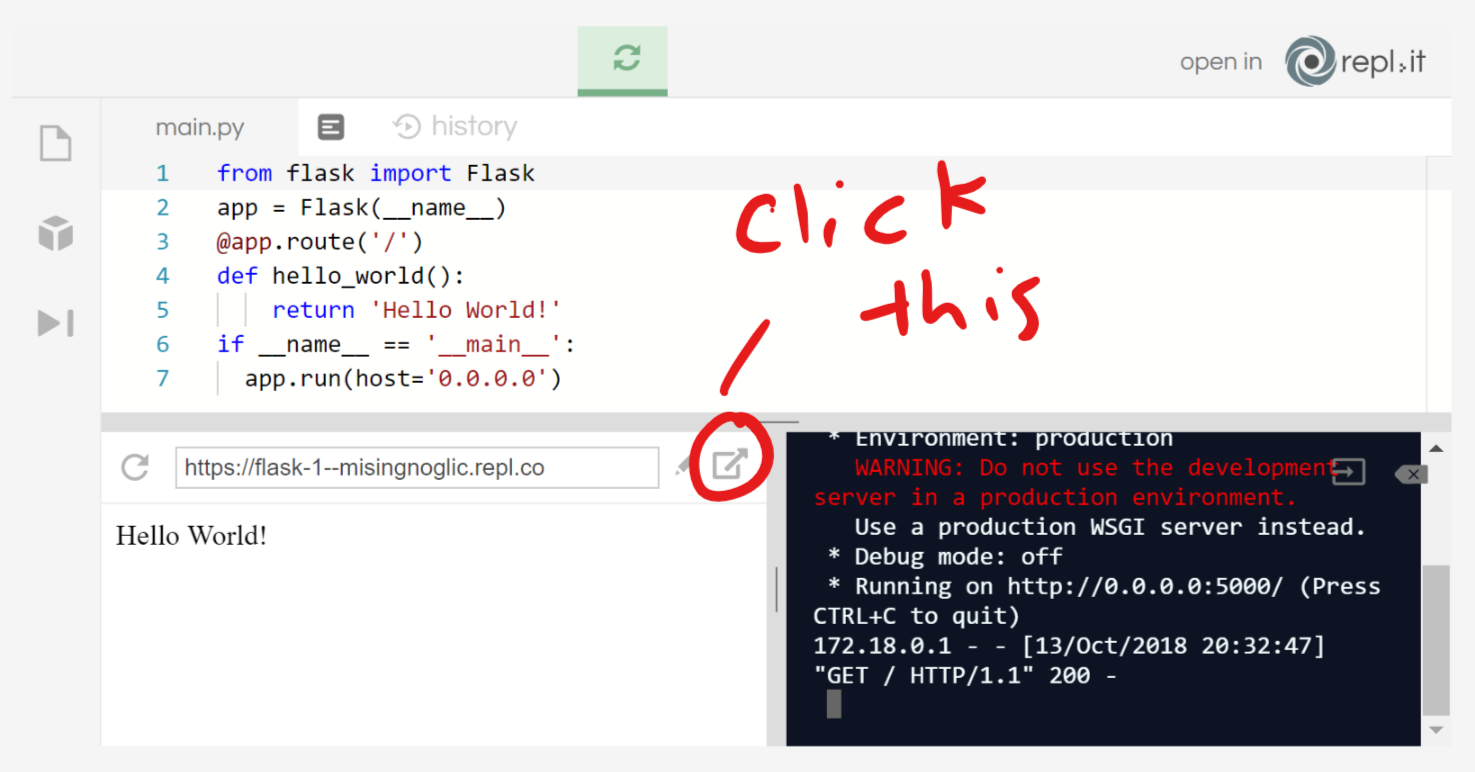 open in repl.it
main.py history
1 from flask import Flask
2 app = Flask(__name__)
3 @app.route('/')
4 def hello_world():
5 return 'Hello World!'
6 if __name__ == '__main__':
7 app.run(host='0.0.0.0')
click
this
https://flask-1--misingnoglic.repl.co
Hello World!
* Environment: production
WARNING: Do not use the development
server in a production environment.
Use a production WSGI server instead.
* Debug mode: off
* Running on http://0.0.0.0:5000/ (Press
CTRL+C to quit)
172.18.0.1 - - [13/Oct/2018 20:32:47]
"GET / HTTP/1.1" 200 -